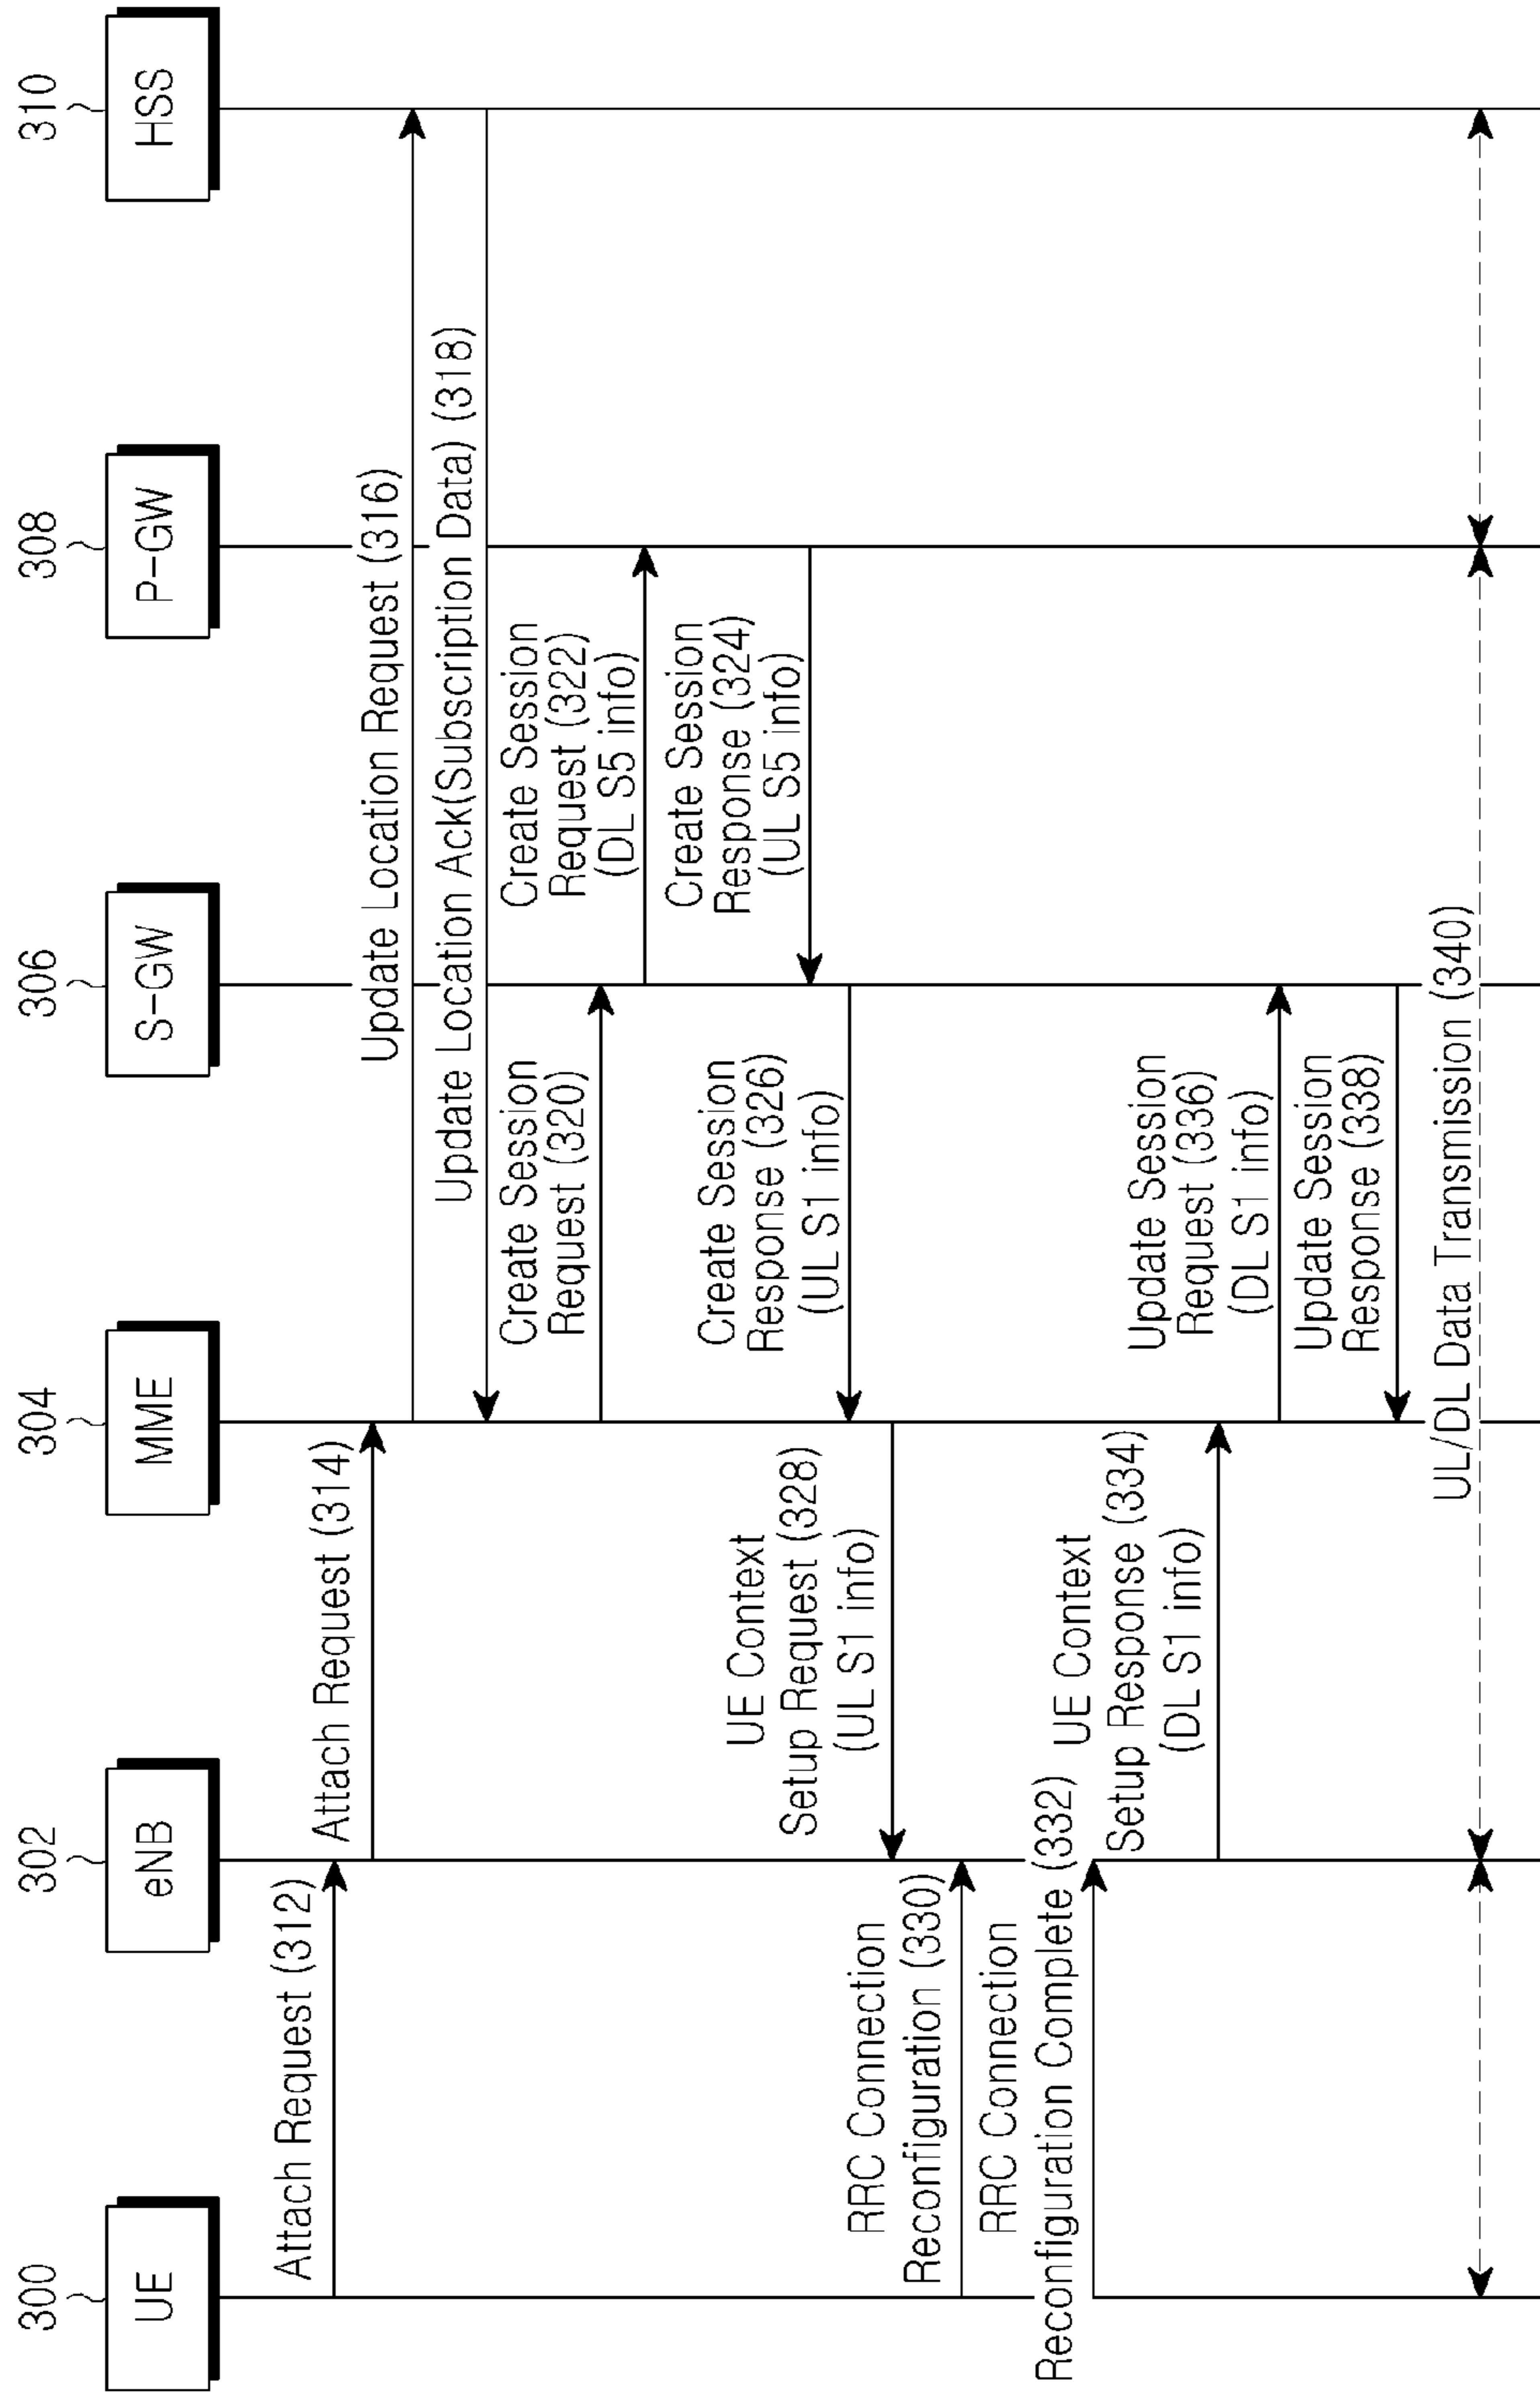 300
302
304
306
308
310
UE
eNB
MME
S-GW
P-GW
HSS
Attach Request (312)
Attach Request (314)
Update Location Request (316)
Update Location Ack(Subscription Data) (318)
Create Session
Request (320)
Create Session
Request (322)
(DL S5 info)
Create Session
Response (324)
(UL S5 info)
Create Session
Response (326)
(UL S1 info)
UE Context
Setup Request (328)
(UL S1 info)
RRC Connection
Reconfiguration (330)
RRC Connection
Reconfiguration Complete (332)
UE Context
Setup Response (334)
(DL S1 info)
Update Session
Request (336)
(DL S1 info)
Update Session
Response (338)
UL/DL Data Transmission (340)